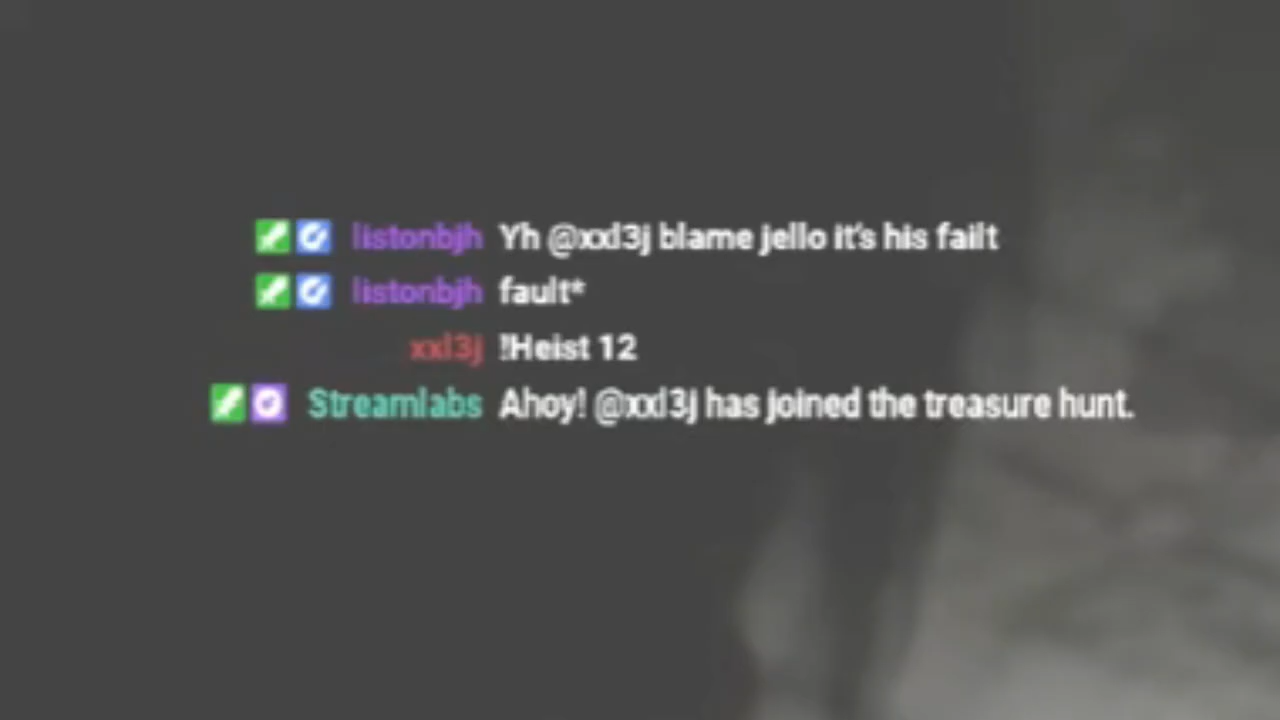 listonbjh Yh @xxl3j blame jello it's his failt
listonbjh fault*
xxl3j !Heist 12
Streamlabs Ahoy! @xxl3j has joined the treasure hunt.